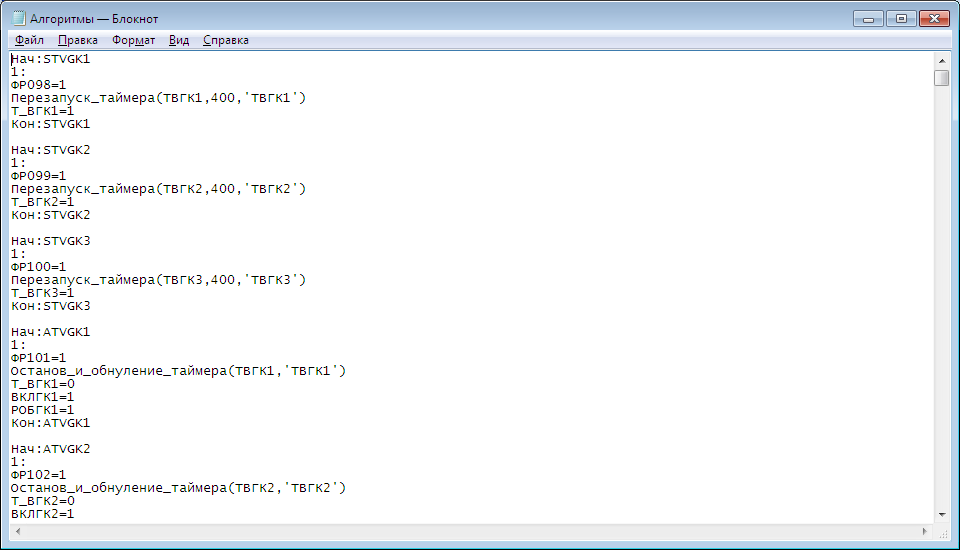 Алгоритмы — Блокнот
Файл Правка Формат Вид Справка
Нач:STVGK1
1:
ФР098=1
Перезапуск_таймера(ТВГК1,400,'ТВГК1')
Т_ВГК1=1
Кон:STVGK1

Нач:STVGK2
1:
ФР099=1
Перезапуск_таймера(ТВГК2,400,'ТВГК2')
Т_ВГК2=1
Кон:STVGK2

Нач:STVGK3
1:
ФР100=1
Перезапуск_таймера(ТВГК3,400,'ТВГК3')
Т_ВГК3=1
Кон:STVGK3

Нач:ATVGK1
1:
ФР101=1
Останов_и_обнуление_таймера(ТВГК1,'ТВГК1')
Т_ВГК1=0
ВКЛГК1=1
РОБГК1=1
Кон:ATVGK1

Нач:ATVGK2
1:
ФР102=1
Останов_и_обнуление_таймера(ТВГК2,'ТВГК2')
Т_ВГК2=0
ВКЛГК2=1